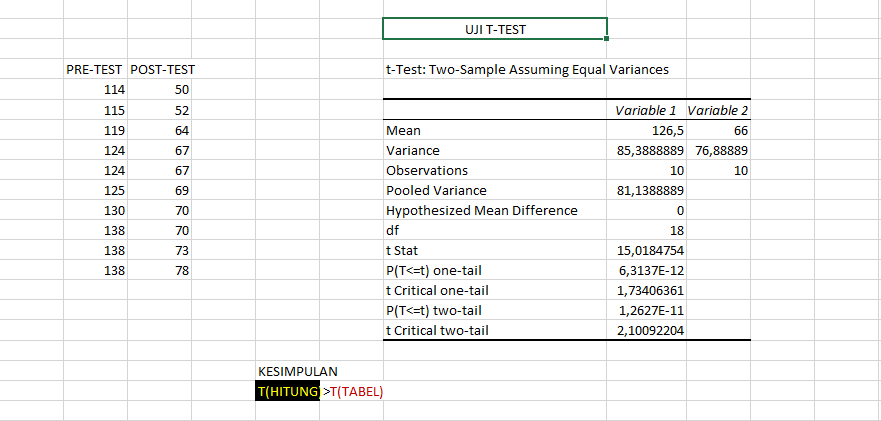 UJI T-TEST
PRE-TEST POST-TEST t-Test: Two-Sample Assuming Equal Variances
114 50
115 52 Variable 1 Variable 2
119 64 Mean 126,5 66
124 67 Variance 85,3888889 76,88889
124 67 Observations 10 10
125 69 Pooled Variance 81,1388889
130 70 Hypothesized Mean Difference 0
138 70 df 18
138 73 t Stat 15,0184754
138 78 P(T<=t) one-tail 6,3137E-12
t Critical one-tail 1,73406361
P(T<=t) two-tail 1,2627E-11
t Critical two-tail 2,10092204
KESIMPULAN
T(HITUNG)>T(TABEL)